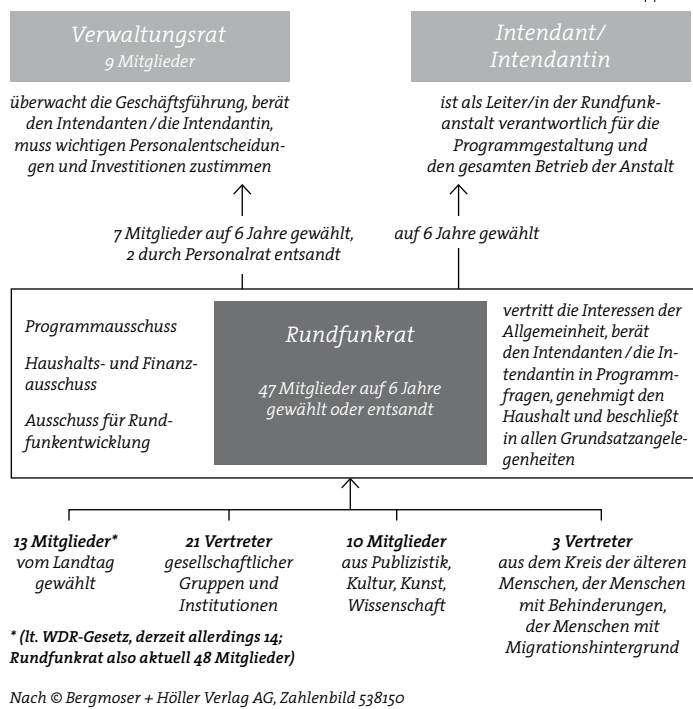 Verwaltungsrat
9 Mitglieder
Intendant/
Intendantin
überwacht die Geschäftsführung, berät
den Intendanten / die Intendantin,
muss wichtigen Personalentscheidun-
gen und Investitionen zustimmen
ist als Leiter/in der Rundfunk-
anstalt verantwortlich für die
Programmgestaltung und
den gesamten Betrieb der Anstalt
7 Mitglieder auf 6 Jahre gewählt,
2 durch Personalrat entsandt
auf 6 Jahre gewählt
Programmausschuss
Haushalts- und Finanz-
ausschuss
Ausschuss für Rund-
funkentwicklung
Rundfunkrat
47 Mitglieder auf 6 Jahre
gewählt oder entsandt
vertritt die Interessen der
Allgemeinheit, berät
den Intendanten / die In-
tendantin in Programm-
fragen, genehmigt den
Haushalt und beschließt
in allen Grundsatzangele-
genheiten
13 Mitglieder*
vom Landtag
gewählt
21 Vertreter
gesellschaftlicher
Gruppen und
Institutionen
10 Mitglieder
aus Publizistik,
Kultur, Kunst,
Wissenschaft
3 Vertreter
aus dem Kreis der älteren
Menschen, der Menschen
mit Behinderungen,
der Menschen mit
Migrationshintergrund
* (lt. WDR-Gesetz, derzeit allerdings 14;
Rundfunkrat also aktuell 48 Mitglieder)
Nach © Bergmoser + Höller Verlag AG, Zahlenbild 538150